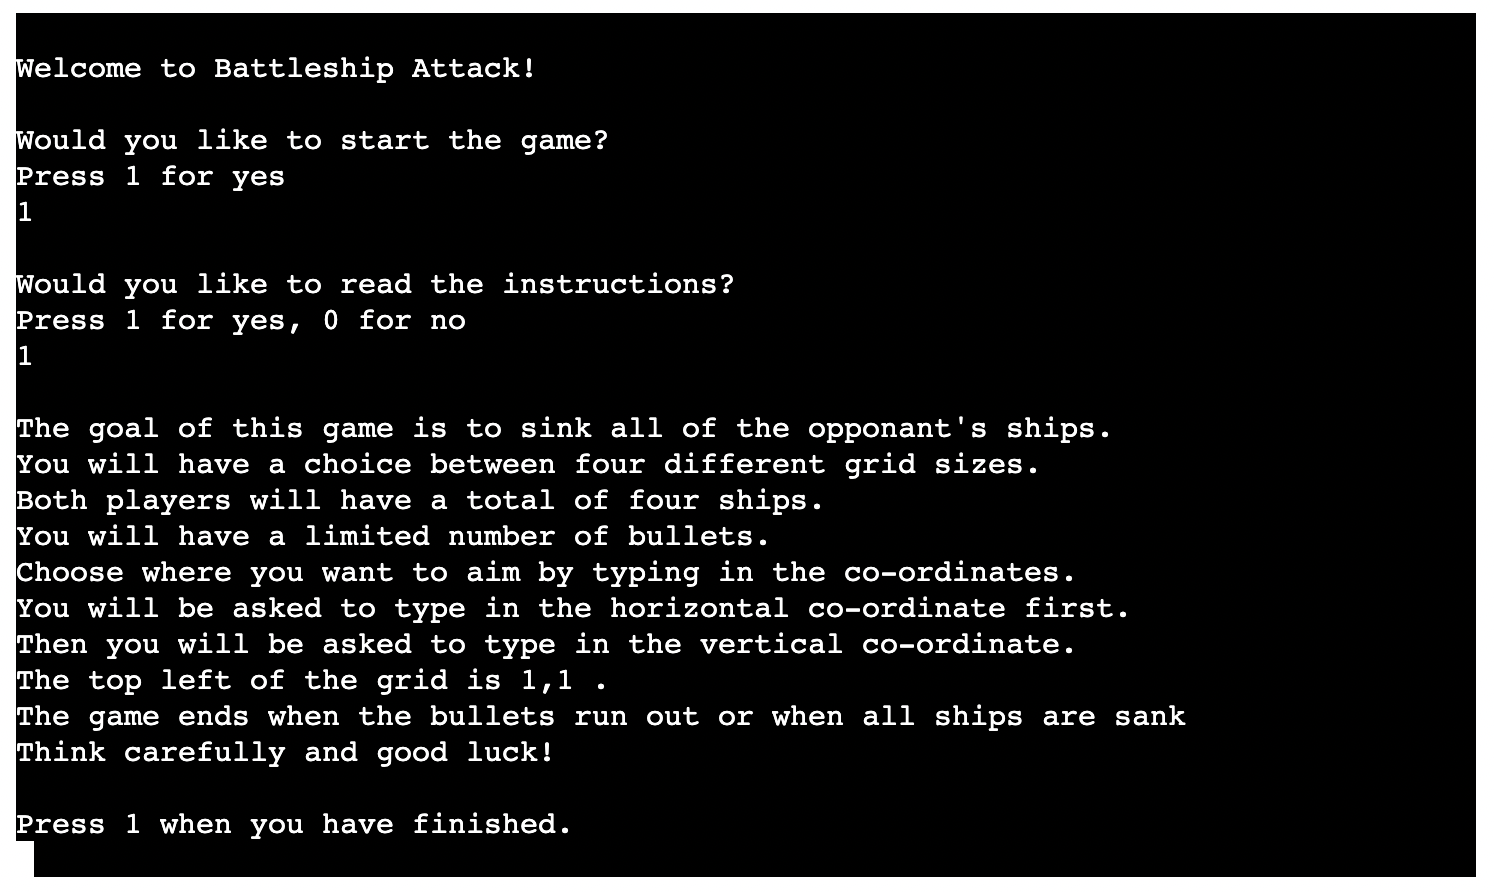 Welcome to Battleship Attack!
Would you like to start the game?
Press 1 for yes
1
Would you like to read the instructions?
Press 1 for yes, 0 for no
1
The goal of this game is to sink all of the opponant's ships.
You will have a choice between four different grid sizes.
Both players will have a total of four ships.
You will have a limited number of bullets.
Choose where you want to aim by typing in the co-ordinates.
You will be asked to type in the horizontal co-ordinate first.
Then you will be asked to type in the vertical co-ordinate.
The top left of the grid is 1,1 .
The game ends when the bullets run out or when all ships are sank
Think carefully and good luck!
Press 1 when you have finished.